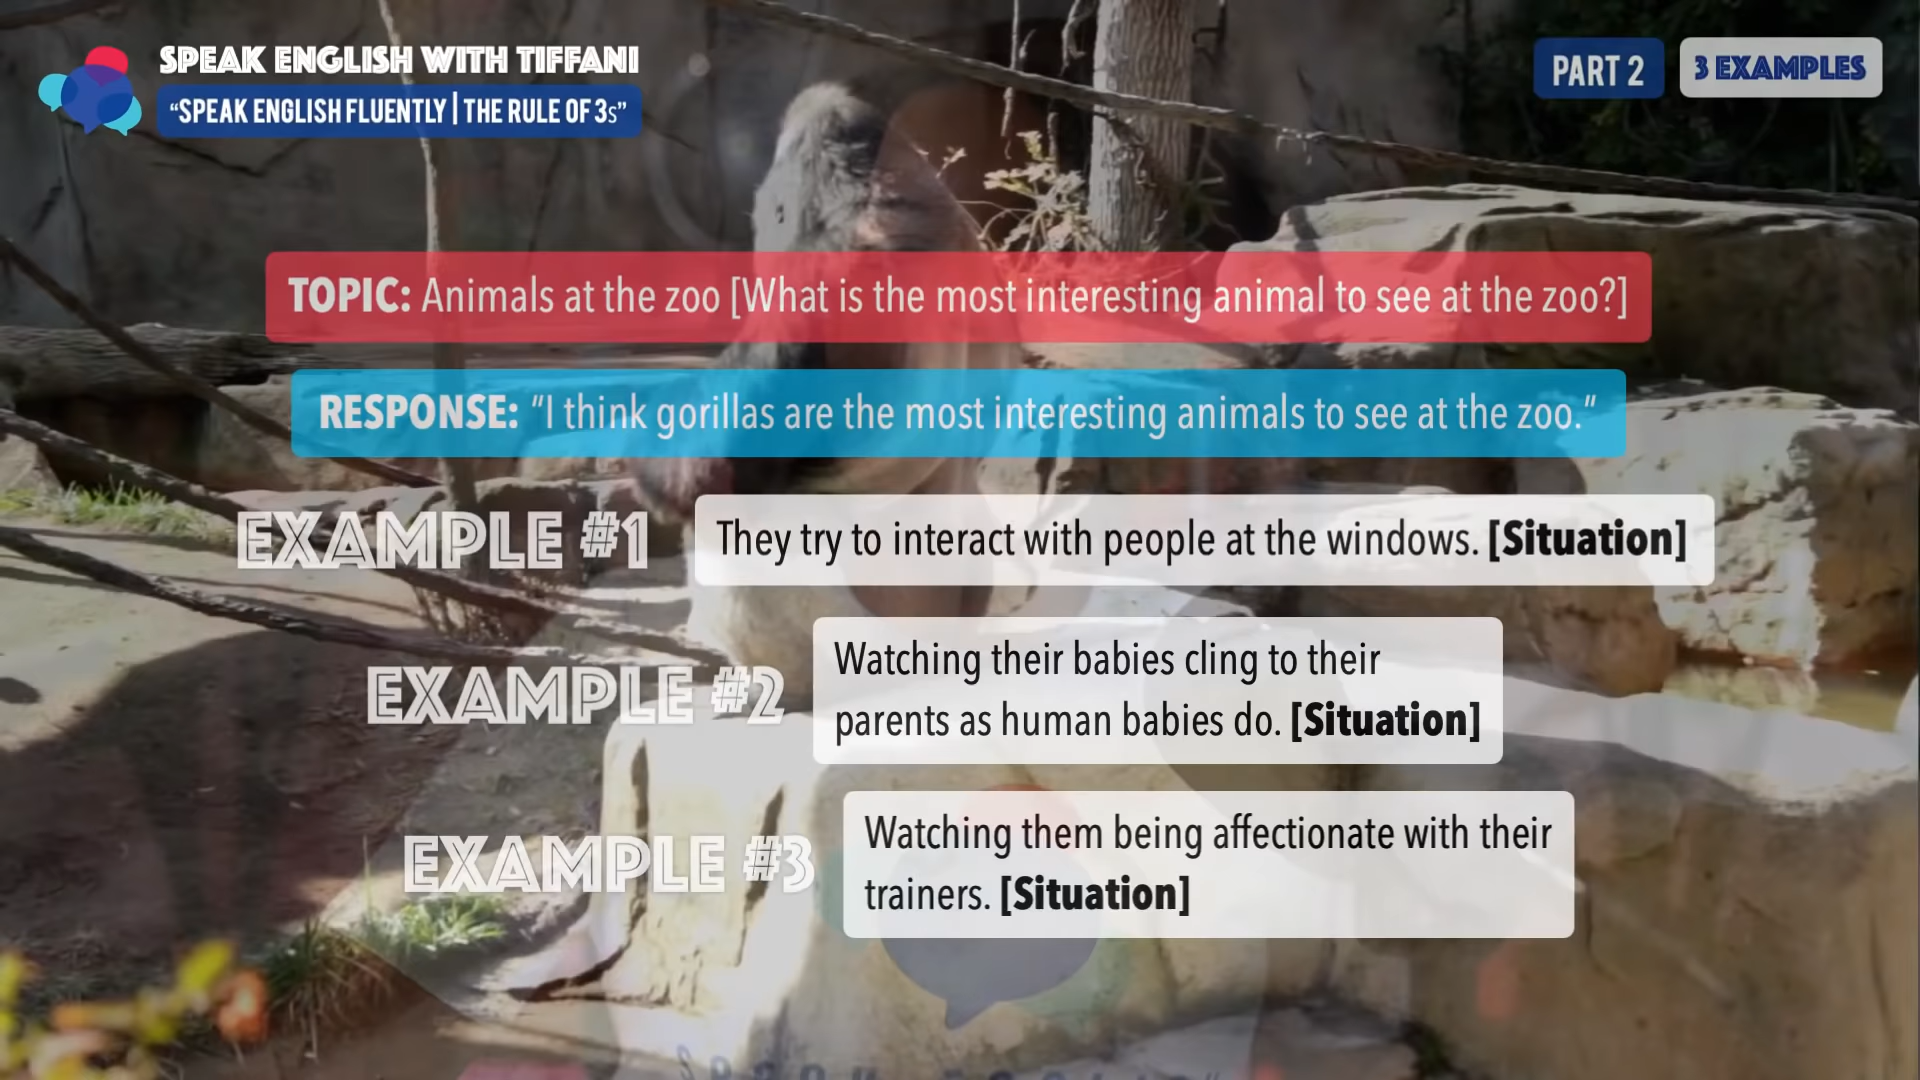 SPEAK ENGLISH WITH TIFFANI
"SPEAK ENGLISH FLUENTLY | THE RULE OF 3s"
PART 2
3 EXAMPLES
TOPIC: Animals at the zoo [What is the most interesting animal to see at the zoo?]
RESPONSE: "I think gorillas are the most interesting animals to see at the zoo."
EXAMPLE #1
They try to interact with people at the windows. [Situation]
EXAMPLE #2
Watching their babies cling to their
parents as human babies do. [Situation]
EXAMPLE #3
Watching them being affectionate with their
trainers. [Situation]